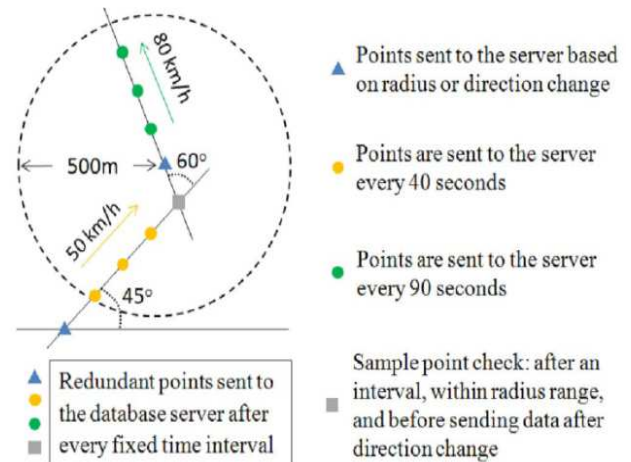 80 km/h
500m
60°
50 km/h
45°
Redundant points sent to
the database server after
every fixed time interval
Points sent to the server based
on radius or direction change
Points are sent to the server
every 40 seconds
Points are sent to the server
every 90 seconds
Sample point check: after an
interval, within radius range,
and before sending data after
direction change